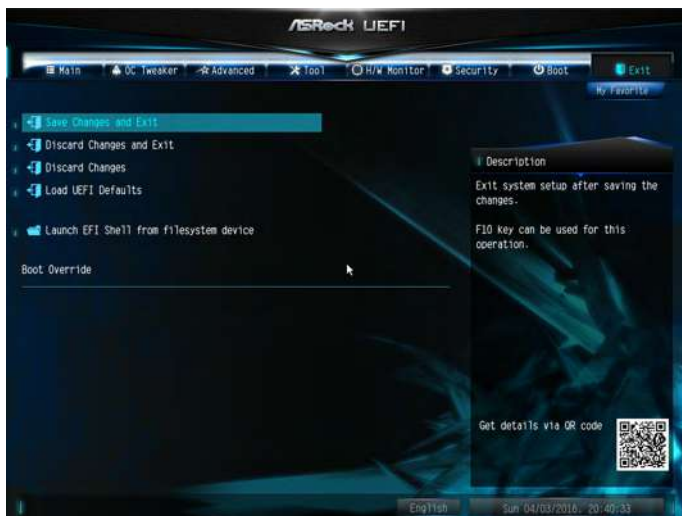 ASRock UEFI
Main OC Tweaker Advanced Tool H/W Monitor Security Boot Exit
My Favorite
Save Changes and Exit
Discard Changes and Exit
Discard Changes
Load UEFI Defaults
Launch EFI Shell from filesystem device
Boot Override
Description
Exit system setup after saving the
changes.
F10 key can be used for this
operation.
Get details via QR code
English
Sun 04/03/2016. 20:40:33